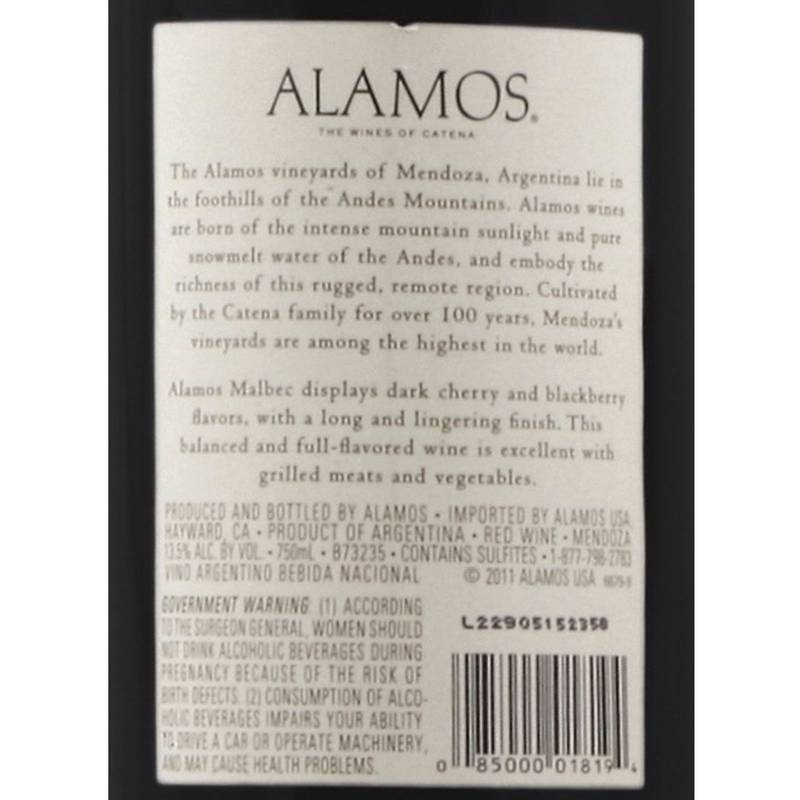 ALAMOS®
THE WINES OF CATENA
The Alamos vineyards of Mendoza, Argentina lie in
the foothills of the Andes Mountains. Alamos wines
are born of the intense mountain sunlight and pure
snowmelt water of the Andes, and embody the
richness of this rugged, remote region. Cultivated
by the Catena family for over 100 years, Mendoza's
vineyards are among the highest in the world.
Alamos Malbec displays dark cherry and blackberry
flavors, with a long and lingering finish. This
balanced and full-flavored wine is excellent with
grilled meats and vegetables.
PRODUCED AND BOTTLED BY ALAMOS • IMPORTED BY ALAMOS USA
HAYWARD, CA • PRODUCT OF ARGENTINA • RED WINE • MENDOZA
13.5% ALC. BY VOL. • 750mL • B73235 • CONTAINS SULFITES • 1-877-798-2783
VINO ARGENTINO BEBIDA NACIONAL © 2011 ALAMOS USA
GOVERNMENT WARNING: (1) ACCORDING
TO THE SURGEON GENERAL, WOMEN SHOULD
NOT DRINK ALCOHOLIC BEVERAGES DURING
PREGNANCY BECAUSE OF THE RISK OF
BIRTH DEFECTS. (2) CONSUMPTION OF ALCO-
HOLIC BEVERAGES IMPAIRS YOUR ABILITY
TO DRIVE A CAR OR OPERATE MACHINERY,
AND MAY CAUSE HEALTH PROBLEMS.
L22905152358
0 85000 01819 4